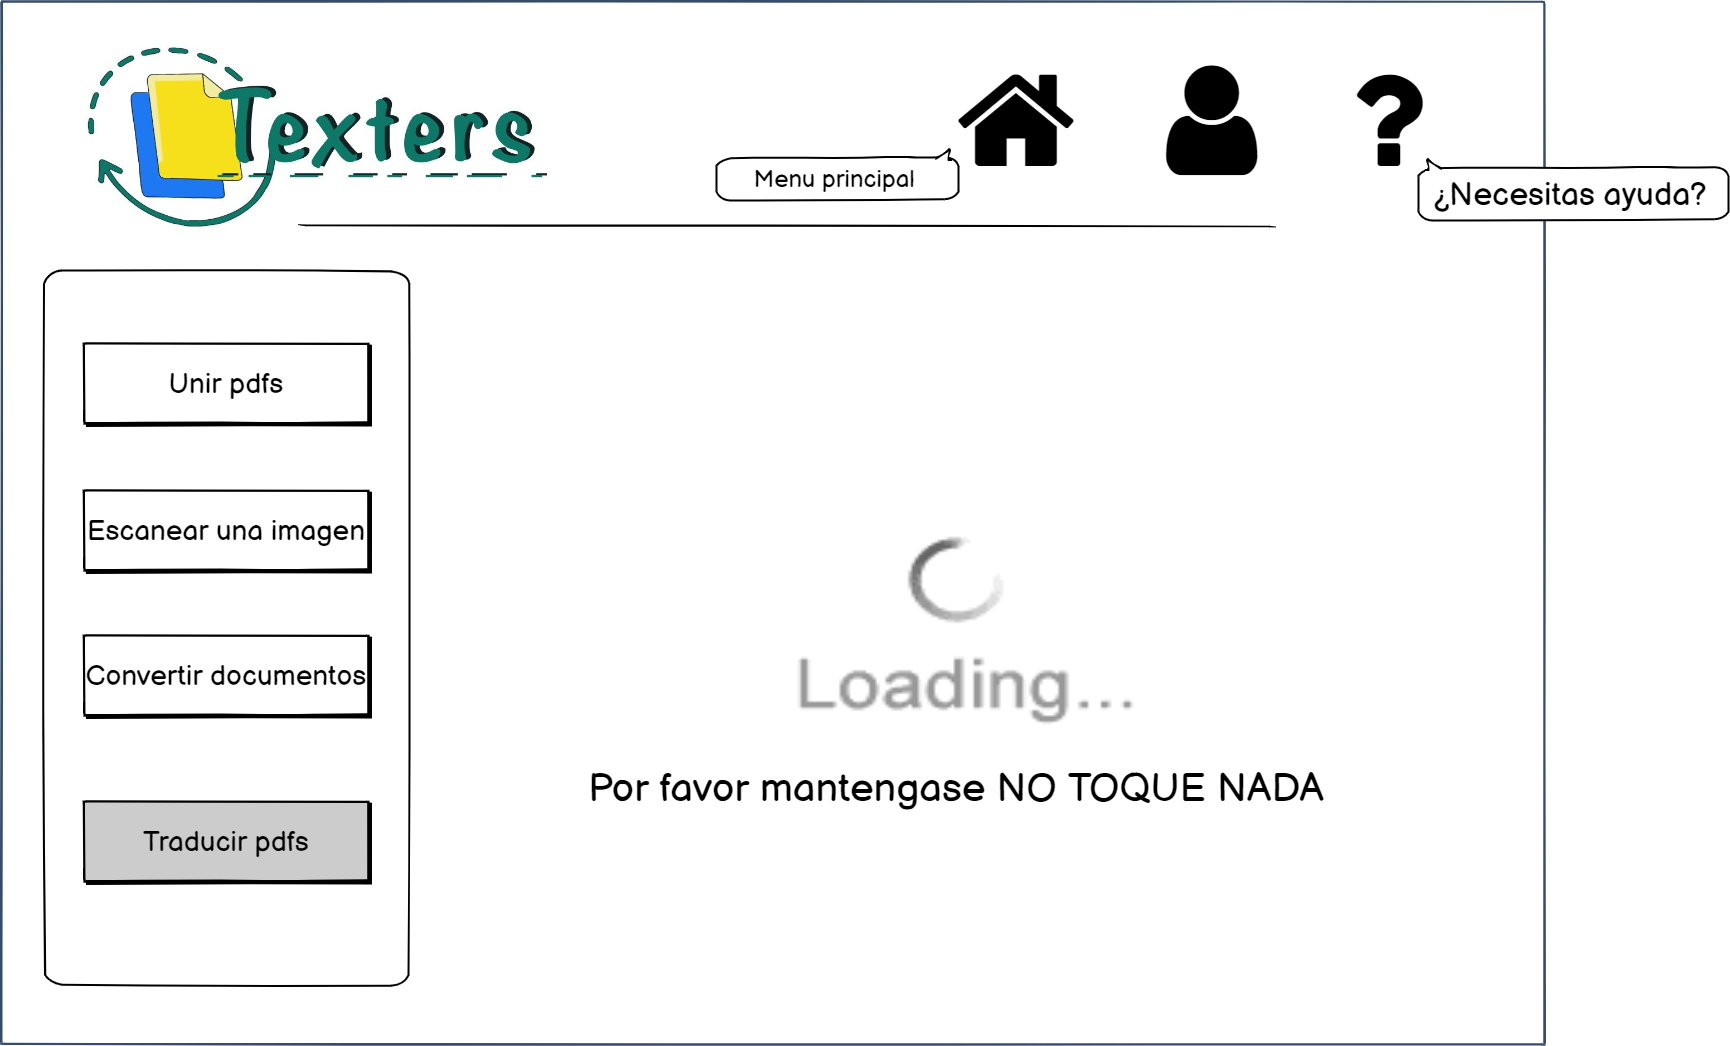 Texters
Menu principal
¿Necesitas ayuda?
Unir pdfs
Escanear una imagen
Convertir documentos
Traducir pdfs
Loading...
Por favor mantengase NO TOQUE NADA